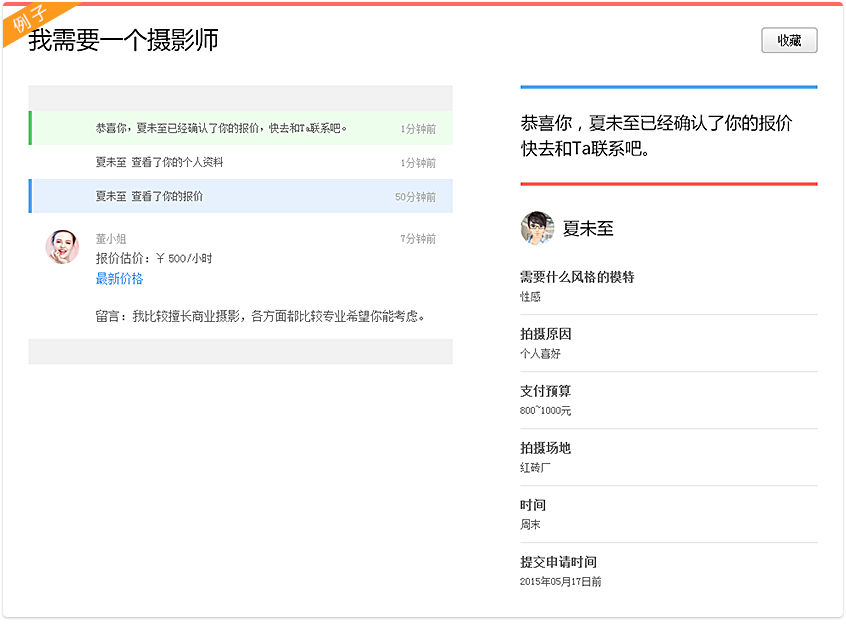 例子
我需要一个摄影师
收藏
恭喜你，夏未至已经确认了你的报价，快去和Ta联系吧。 1分钟前
夏未至 查看了你的个人资料 1分钟前
夏未至 查看了你的报价 50分钟前
董小姐 7分钟前
报价估价：￥ 500/小时
最新价格
留言：我比较擅长商业摄影，各方面都比较专业希望你能考虑。
恭喜你，夏未至已经确认了你的报价
快去和Ta联系吧。
夏未至
需要什么风格的模特
性感
拍摄原因
个人喜好
支付预算
800~1000元
拍摄场地
红砖厂
时间
周末
提交申请时间
2015年05月17日前